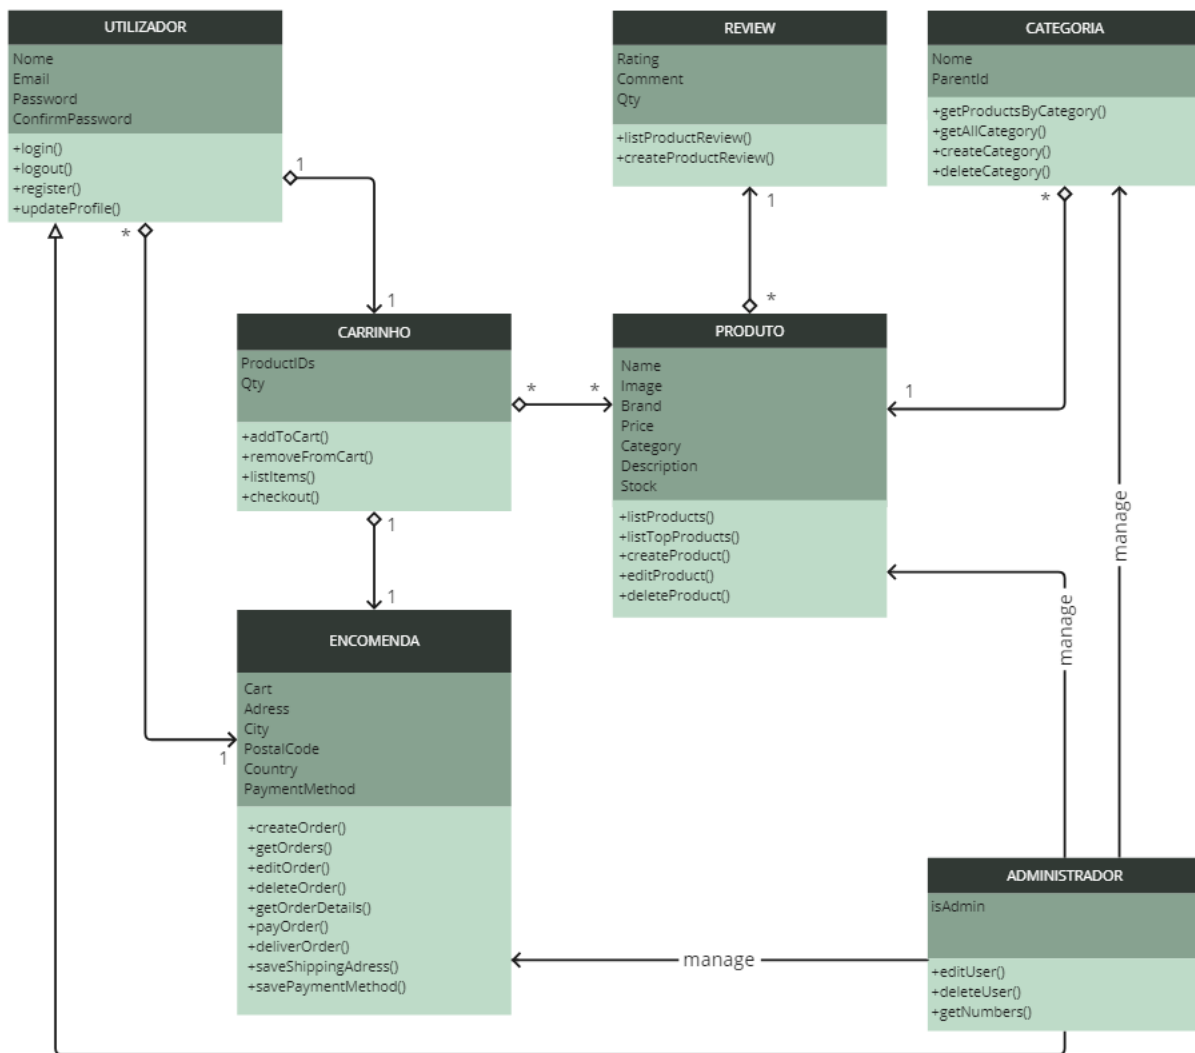 UTILIZADOR
Nome
Email
Password
ConfirmPassword
+login()
+logout()
+register()
+updateProfile()
REVIEW
Rating
Comment
Qty
+listProductReview()
+createProductReview()
CATEGORIA
Nome
ParentId
+getProductsByCategory()
+getAllCategory()
+createCategory()
+deleteCategory()
1
1
*
1
1
*
*
1
CARRINHO
ProductIDs
Qty
+addToCart()
+removeFromCart()
+listItems()
+checkout()
*
*
PRODUTO
Name
Image
Brand
Price
Category
Description
Stock
+listProducts()
+listTopProducts()
+createProduct()
+editProduct()
+deleteProduct()
1
1
ENCOMENDA
Cart
Adress
City
PostalCode
Country
PaymentMethod
+createOrder()
+getOrders()
+editOrder()
+deleteOrder()
+getOrderDetails()
+payOrder()
+deliverOrder()
+saveShippingAdress()
+savePaymentMethod()
manage
manage
manage
ADMINISTRADOR
isAdmin
+editUser()
+deleteUser()
+getNumbers()